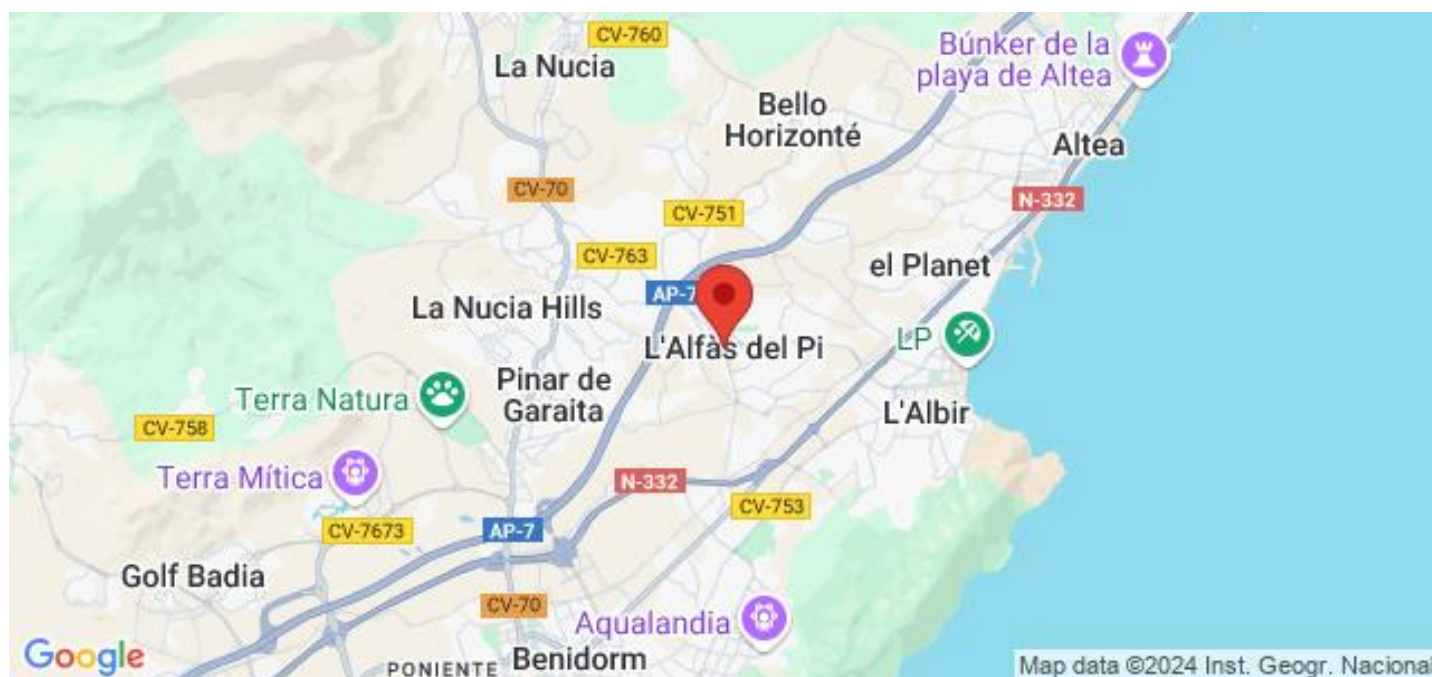 CV-760
La Nucia
Búnker de la
playa de Altea
Bello
Horizonté
Altea
CV-70
N-332
CV-751
CV-763
el Planet
AP-7
La Nucia Hills
L'Alfàs del Pi
LP
Pinar de
Garaita
Terra Natura
L'Albir
CV-758
Terra Mítica
N-332
CV-753
CV-7673
AP-7
Golf Badia
CV-70
Aqualandia
Google
PONIENTE
Benidorm
Map data ©2024 Inst. Geogr. Nacional